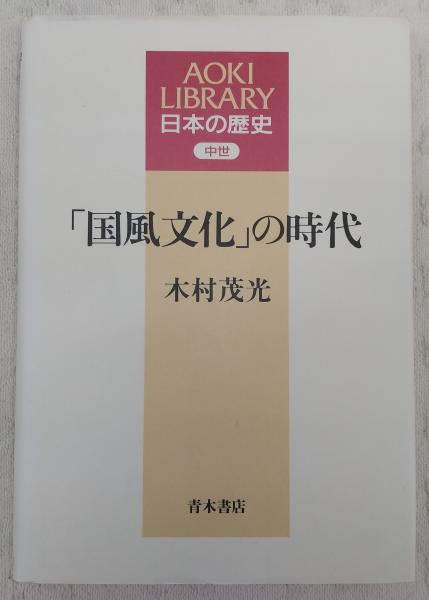 AOKI
LIBRARY
日本の歴史
中世
「国風文化」の時代
木村茂光
青木書店